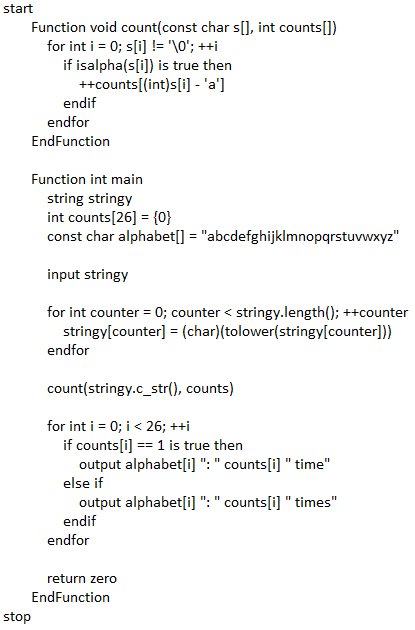 start
Function void count(const char s[], int counts[])
for int i = 0; s[i] != '\0'; ++i
if isalpha(s[i]) is true then
++counts[(int)s[i] - 'a']
endif
endfor
EndFunction
Function int main
string stringy
int counts[26] = {0}
const char alphabet[] = "abcdefghijklmnopqrstuvwxyz"
input stringy
for int counter = 0; counter < stringy.length(); ++counter
stringy[counter] = (char)(tolower(stringy[counter]))
endfor
count(stringy.c_str(), counts)
for int i = 0; i < 26; ++i
if counts[i] == 1 is true then
output alphabet[i] ": " counts[i] " time"
else if
output alphabet[i] ": " counts[i] " times"
endif
endfor
return zero
EndFunction
stop